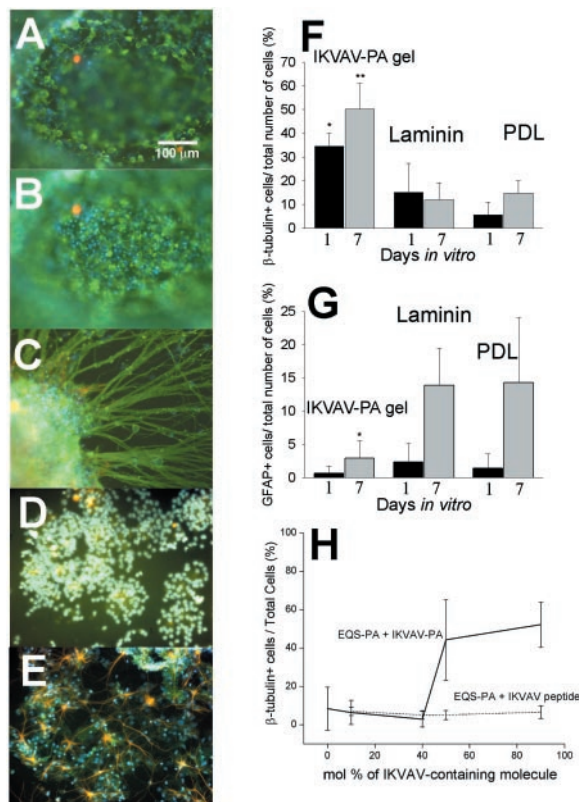 A
100 µm
B
C
D
E
F
IKVAV-PA gel
Laminin
PDL
β-tubulin+ cells/ total number of cells (%)
70
60
50
40
30
20
10
0
*
**
1 7 1 7 1 7
Days in vitro
G
Laminin
PDL
IKVAV-PA gel
GFAP+ cells/ total number of cells (%)
25
20
15
10
5
0
*
1 7 1 7 1 7
Days in vitro
H
β-tubulin+ cells / Total Cells (%)
100
80
60
40
20
0
EQS-PA + IKVAV-PA
EQS-PA + IKVAV peptide
0 20 40 60 80 100
mol % of IKVAV-containing molecule